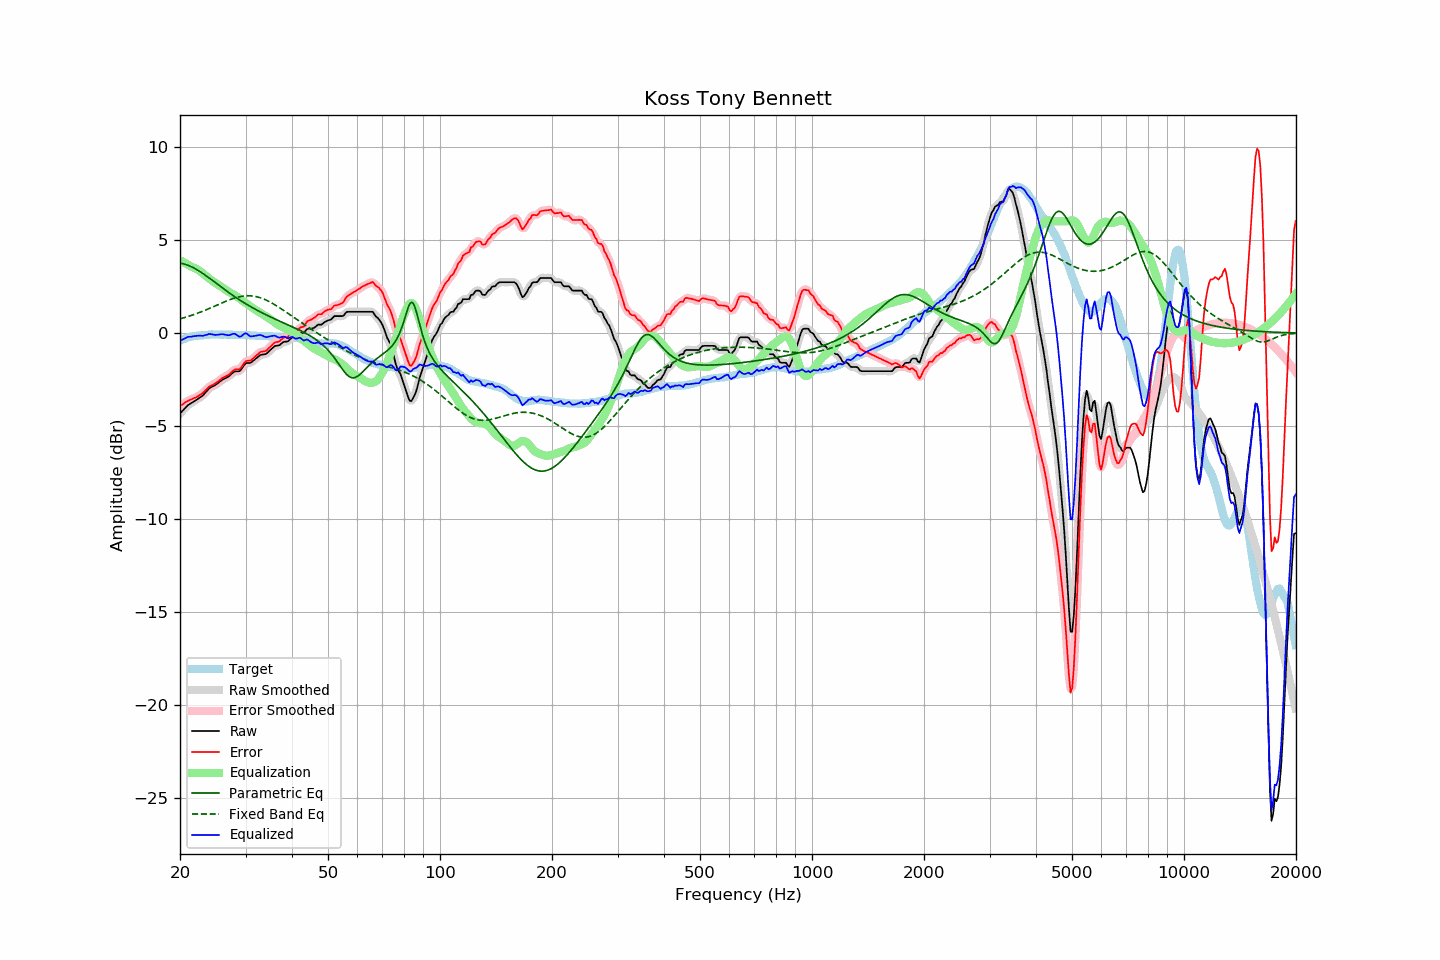 Koss Tony Bennett
Amplitude (dBr)
10
5
0
−5
−10
−15
−20
−25
Target
Raw Smoothed
Error Smoothed
Raw
Error
Equalization
Parametric Eq
Fixed Band Eq
Equalized
20 50 100 200 500 1000 2000 5000 10000 20000
Frequency (Hz)